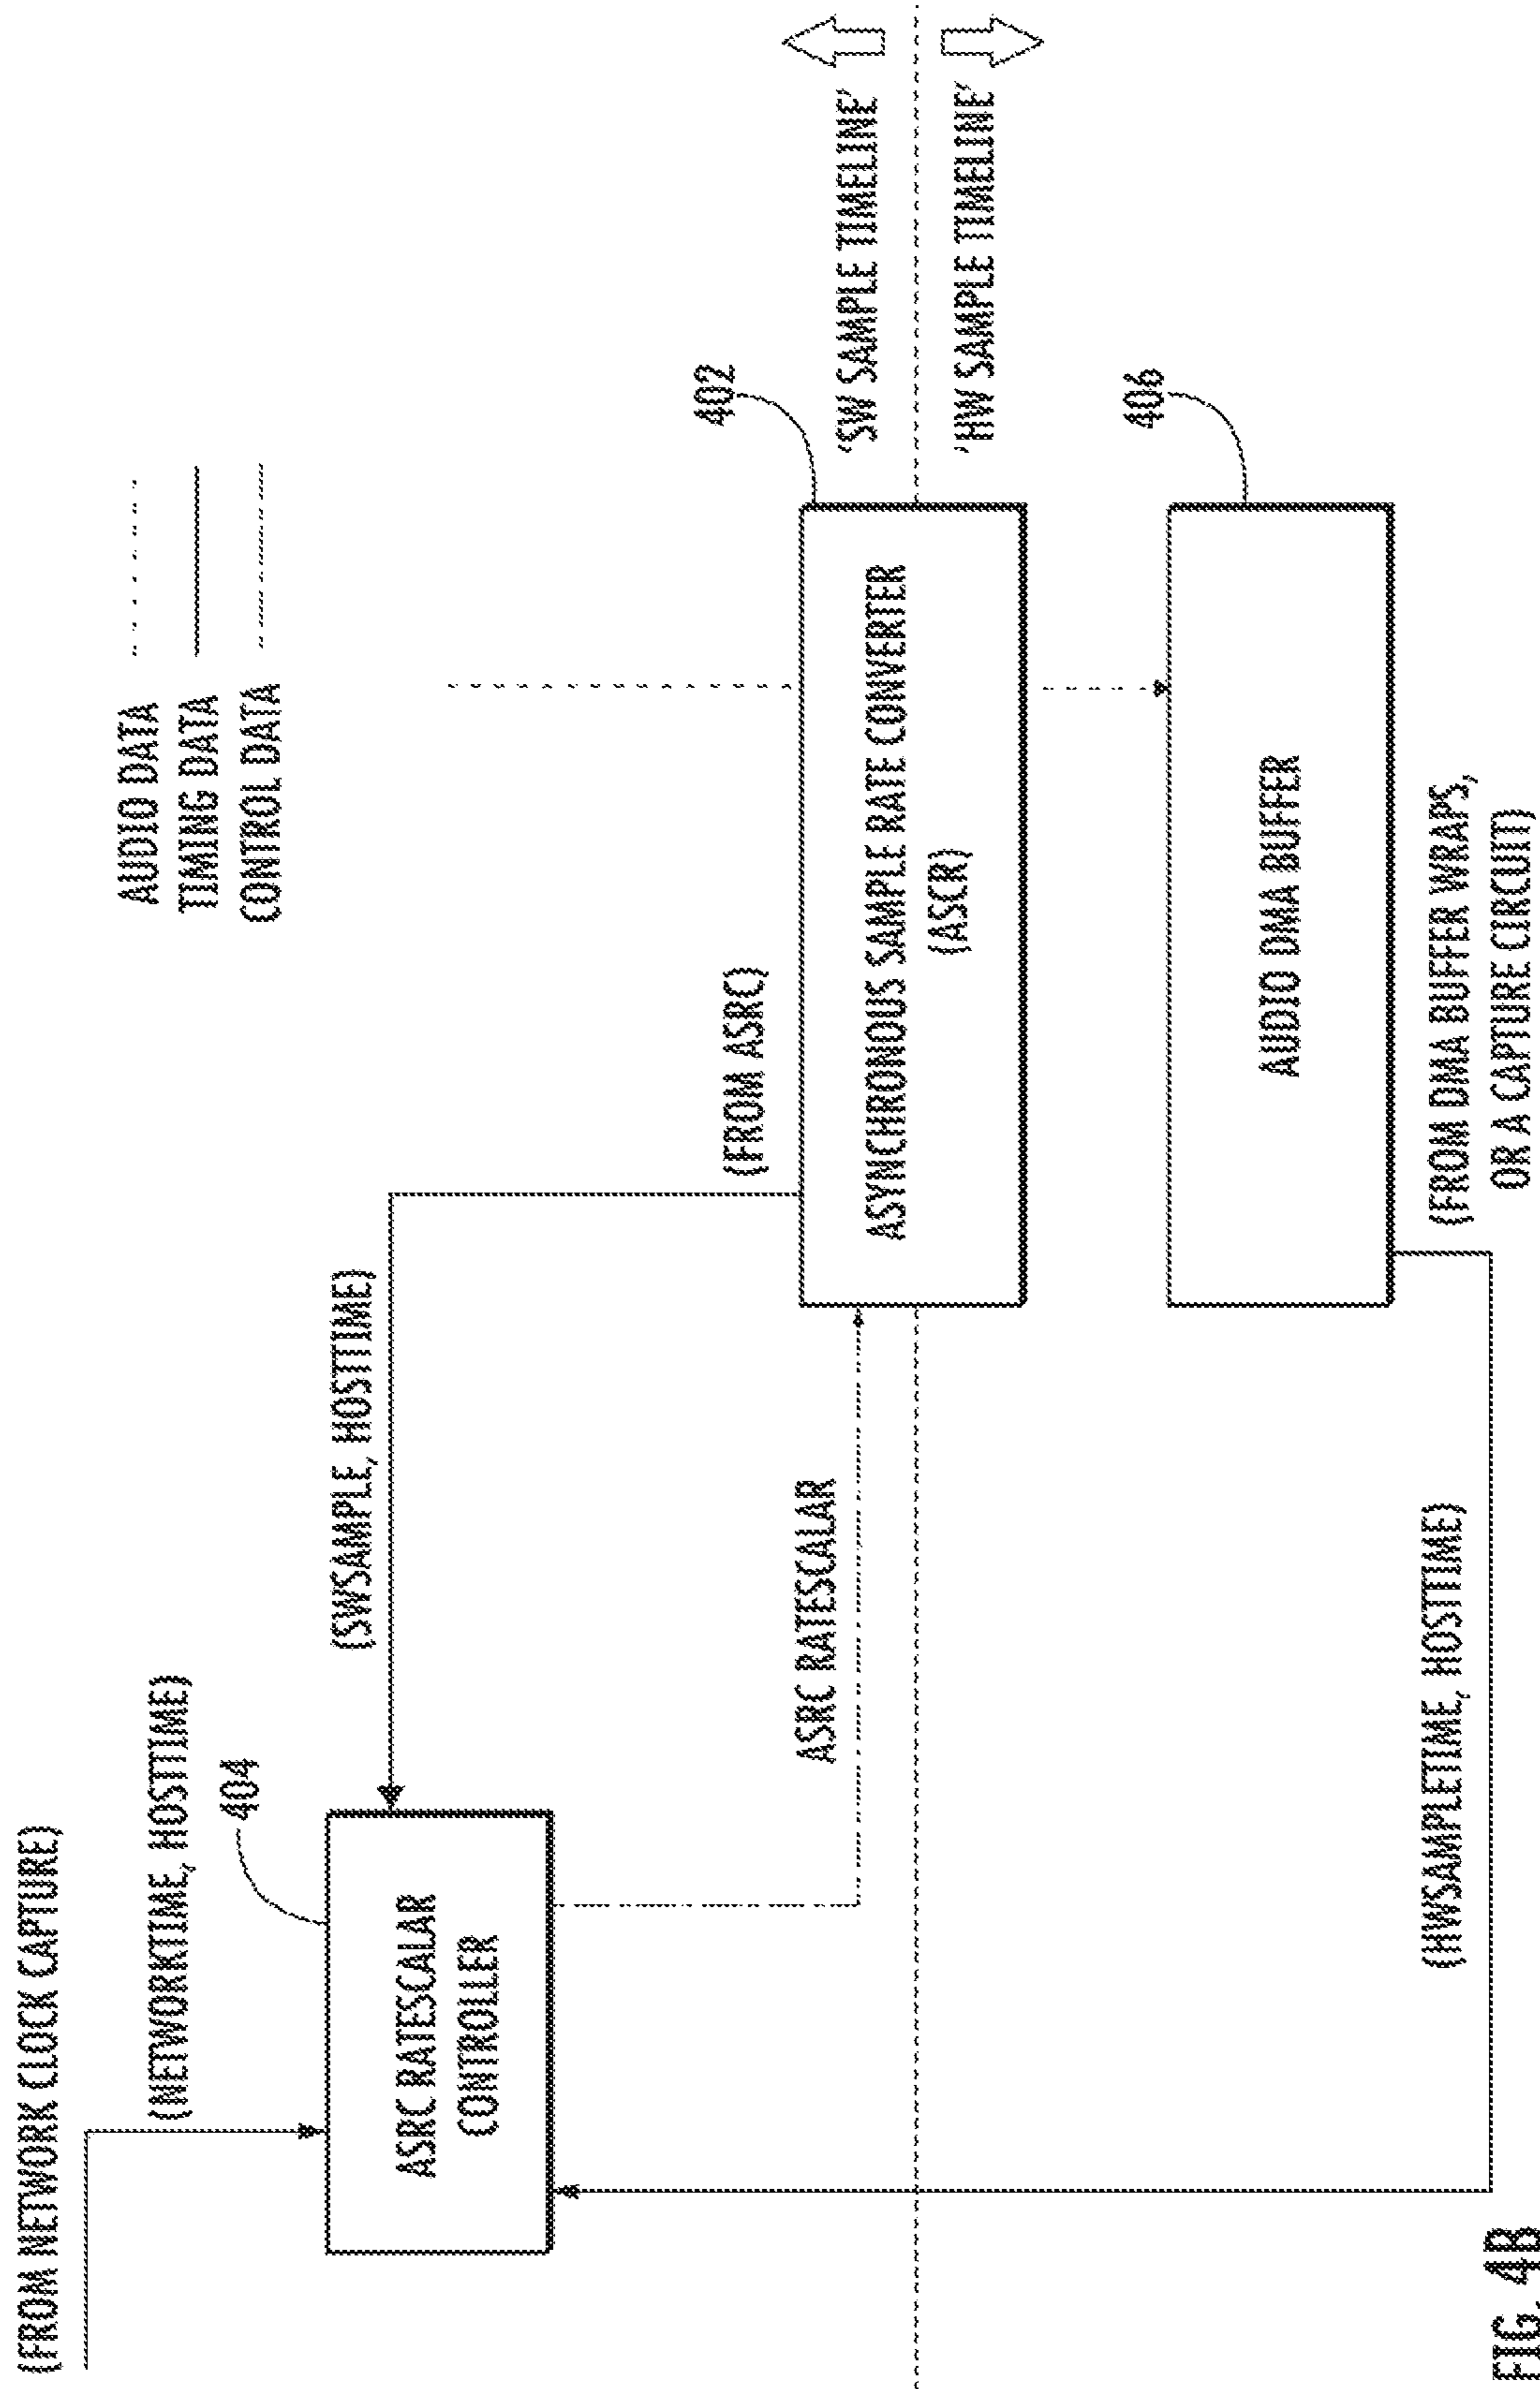 (FROM NETWORK CLOCK CAPTURE)
(NETWORKTIME, HOSTTIME)
404
ASRC RATESCALAR
CONTROLLER
(SWSAMPLE, HOSTTIME)
AUDIO DATA
TIMING DATA
CONTROL DATA
ASRC RATESCALAR
(FROM ASRC)
402
ASYNCHRONOUS SAMPLE RATE CONVERTER
(ASCR)
'SW SAMPLE TIMELINE'
'HW SAMPLE TIMELINE'
406
AUDIO DMA BUFFER
(HWSAMPLETIME, HOSTTIME)
(FROM DMA BUFFER WRAPS,
OR A CAPTURE CIRCUIT)
FIG. 4B